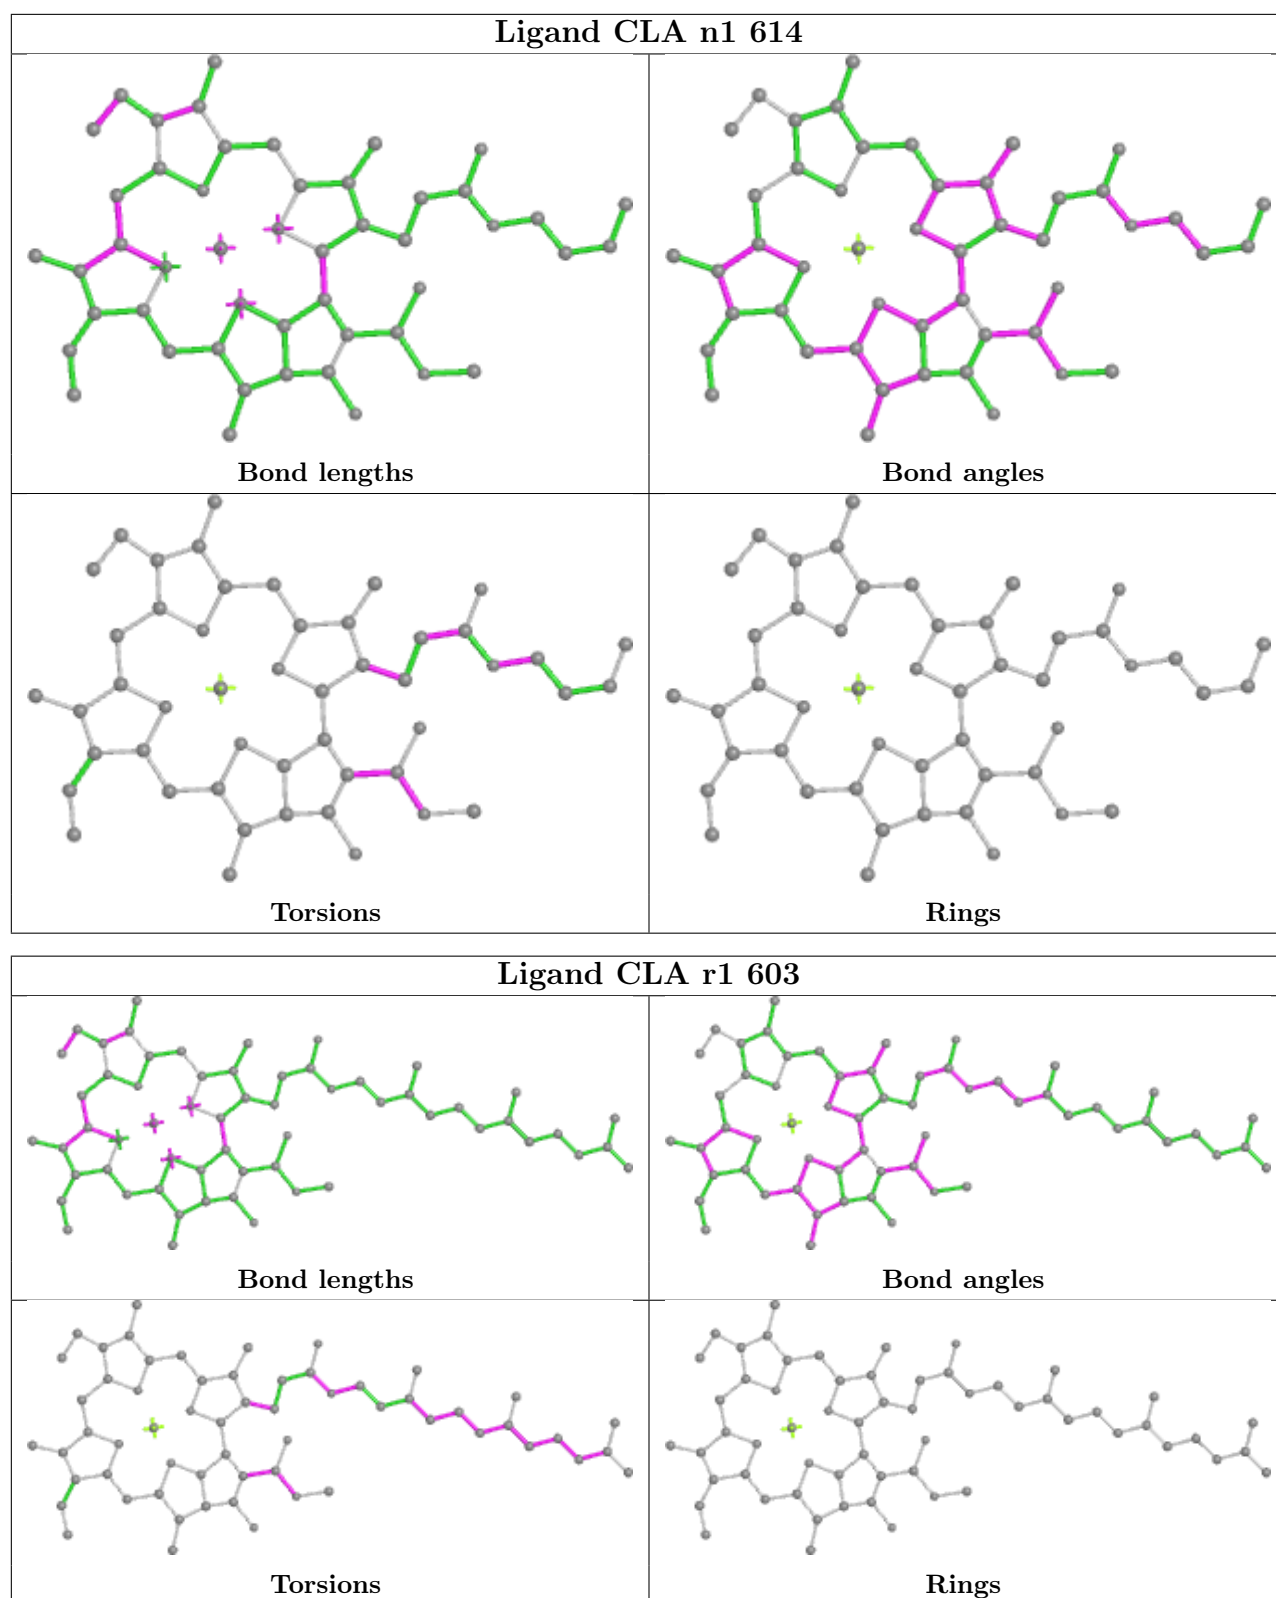 Ligand CLA n1 614
Bond lengths
Bond angles
Torsions
Rings
Ligand CLA r1 603
Bond lengths
Bond angles
Torsions
Rings